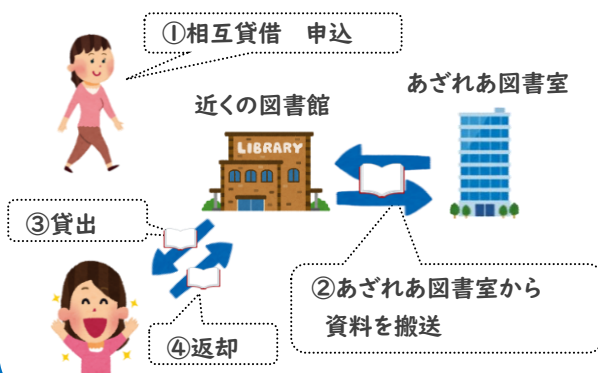 ①相互貸借　申込
あざれあ図書室
近くの図書館
LIBRARY
③貸出
②あざれあ図書室から
資料を搬送
④返却